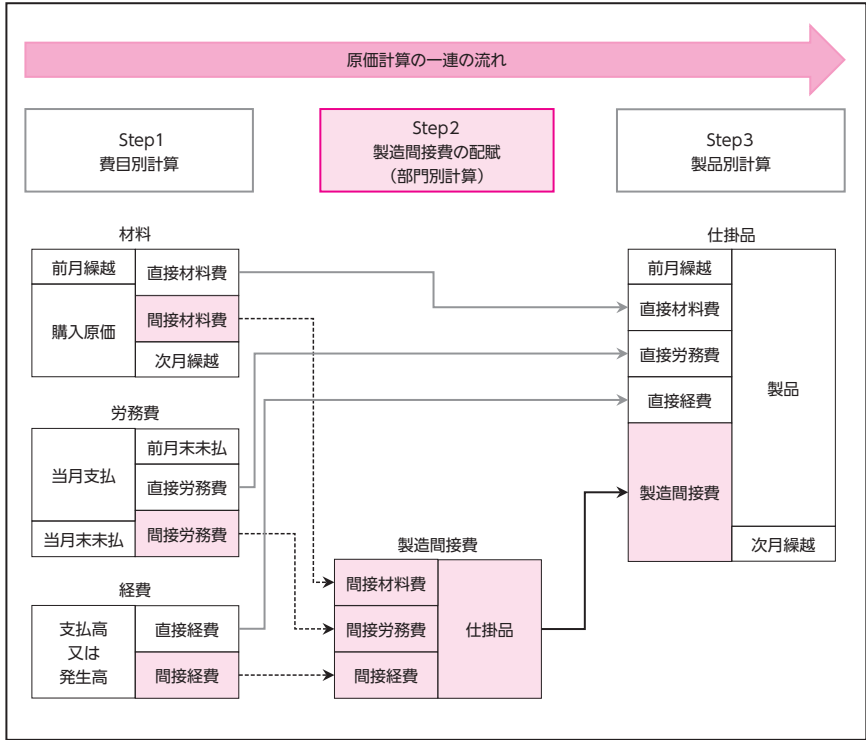 原価計算の一連の流れ
Step1
費目別計算
Step2
製造間接費の配賦
（部門別計算）
Step3
製品別計算
材料
前月繰越
購入原価
直接材料費
間接材料費
次月繰越
労務費
当月支払
当月末未払
前月末未払
直接労務費
間接労務費
経費
支払高
又は
発生高
直接経費
間接経費
製造間接費
間接材料費
間接労務費
間接経費
仕掛品
仕掛品
前月繰越
直接材料費
直接労務費
直接経費
製造間接費
製品
次月繰越